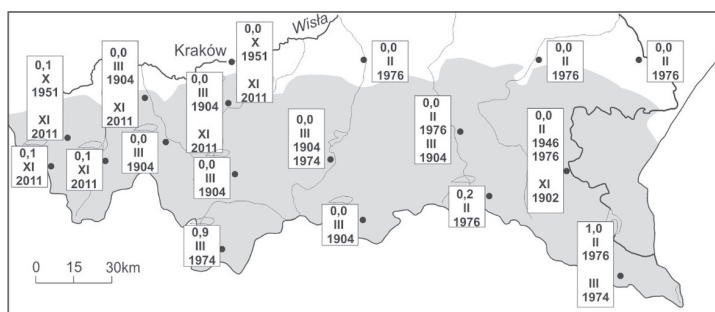 Wisła
Kraków
0,0
X
1951
XI
2011
0,1
X
1951
XI
2011
0,0
III
1904
XI
2011
0,0
III
1904
XI
2011
0,0
II
1976
0,0
II
1976
0,0
II
1976
0,1
XI
2011
0,1
XI
2011
0,0
III
1904
0,0
III
1904
0,0
III
1904
1974
0,0
II
1976
III
1904
0,0
II
1946
1976
XI
1902
0,9
III
1974
0,0
III
1904
0,2
II
1976
1,0
II
1976
III
1974
0 15 30km